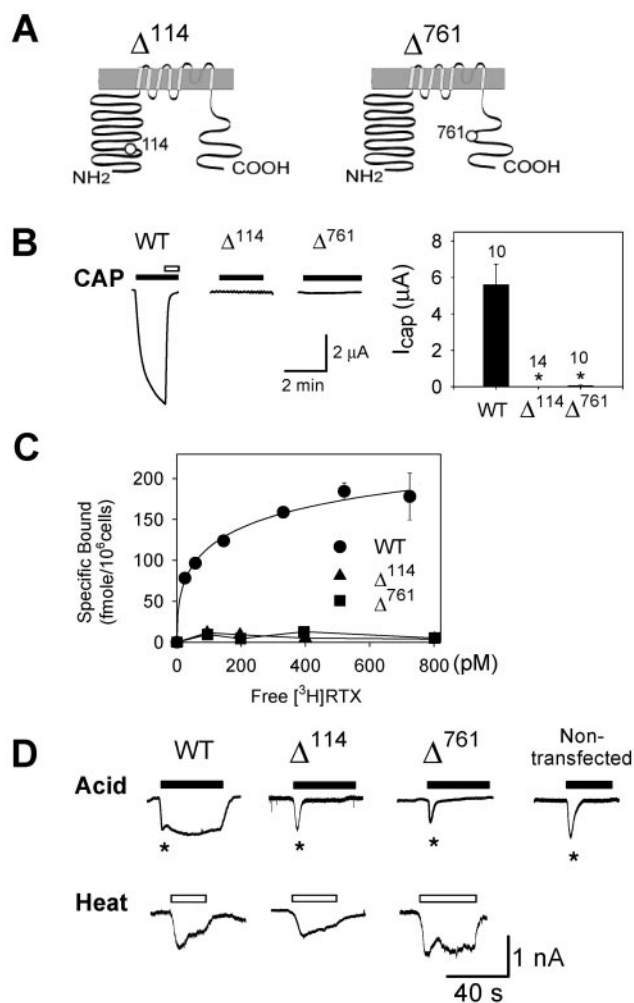 A
Δ114
Δ761
114
761
NH2
COOH
NH2
COOH
B
WT
Δ114
Δ761
CAP
2 μA
2 min
Icap (μA)
8
6
4
2
0
10
14
10
*
*
WT
Δ114
Δ761
C
Specific Bound
(fmole/10⁶cells)
200
150
100
50
0
WT
Δ114
Δ761
0
200
400
600
800
(pM)
Free [³H]RTX
D
WT
Δ114
Δ761
Non-
transfected
Acid
*
*
*
*
Heat
1 nA
40 s